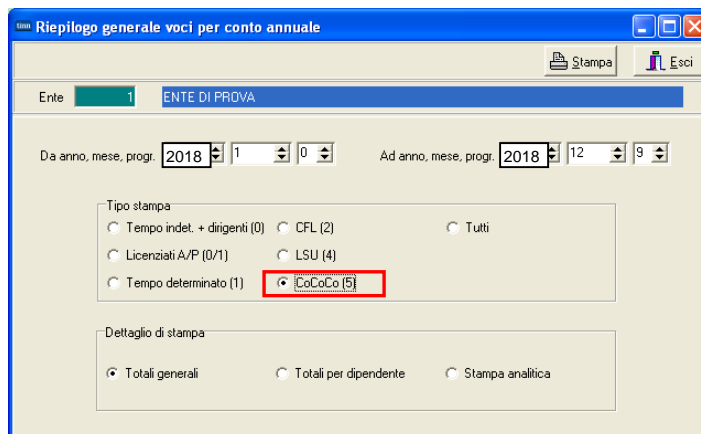 tinn Riepilogo generale voci per conto annuale
Stampa Esci
Ente 1 ENTE DI PROVA
Da anno, mese, progr. 2018 1 0 Ad anno, mese, progr. 2018 12 9
Tipo stampa
Tempo indet. + dirigenti (0) CFL (2) Tutti
Licenziati A/P (0/1) LSU (4)
Tempo determinato (1) CoCoCo (5)
Dettaglio di stampa
Totali generali Totali per dipendente Stampa analitica